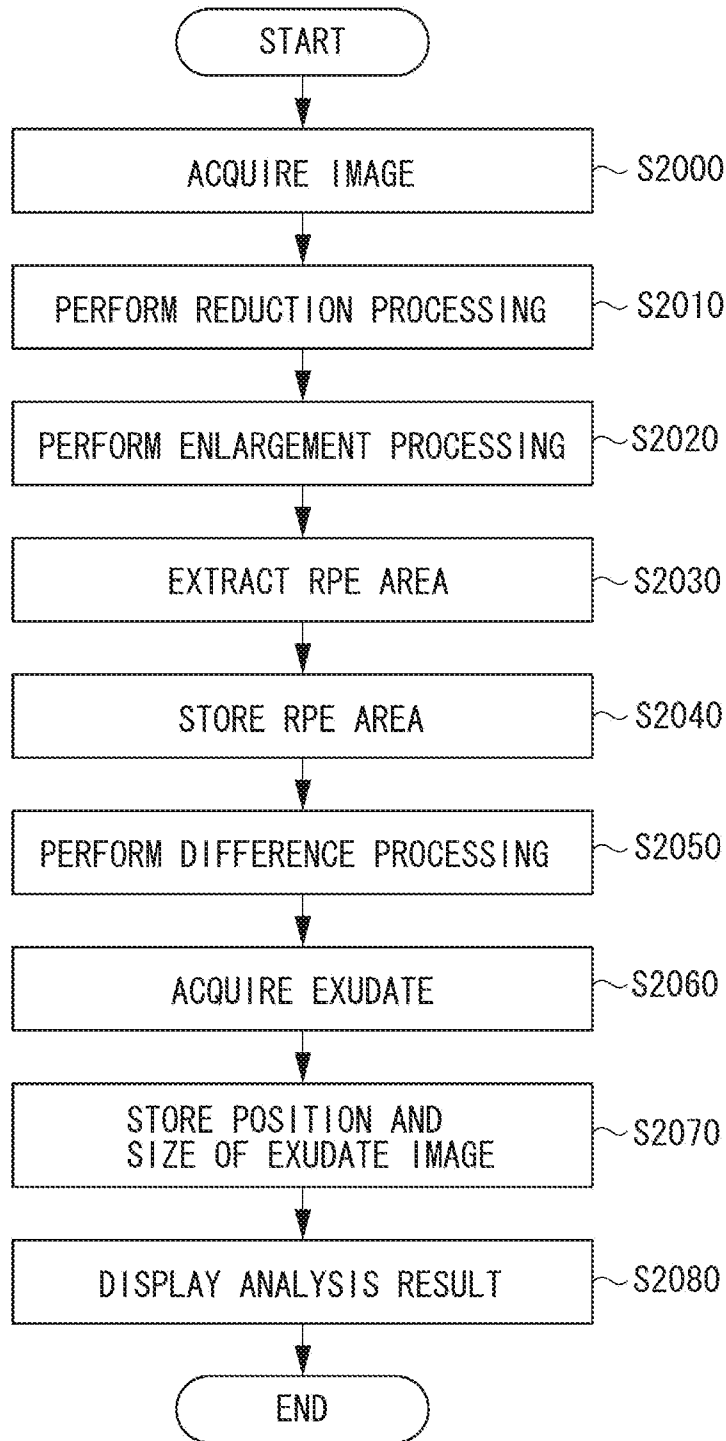 START
ACQUIRE IMAGE
S2000
PERFORM REDUCTION PROCESSING
S2010
PERFORM ENLARGEMENT PROCESSING
S2020
EXTRACT RPE AREA
S2030
STORE RPE AREA
S2040
PERFORM DIFFERENCE PROCESSING
S2050
ACQUIRE EXUDATE
S2060
STORE POSITION AND
SIZE OF EXUDATE IMAGE
S2070
DISPLAY ANALYSIS RESULT
S2080
END